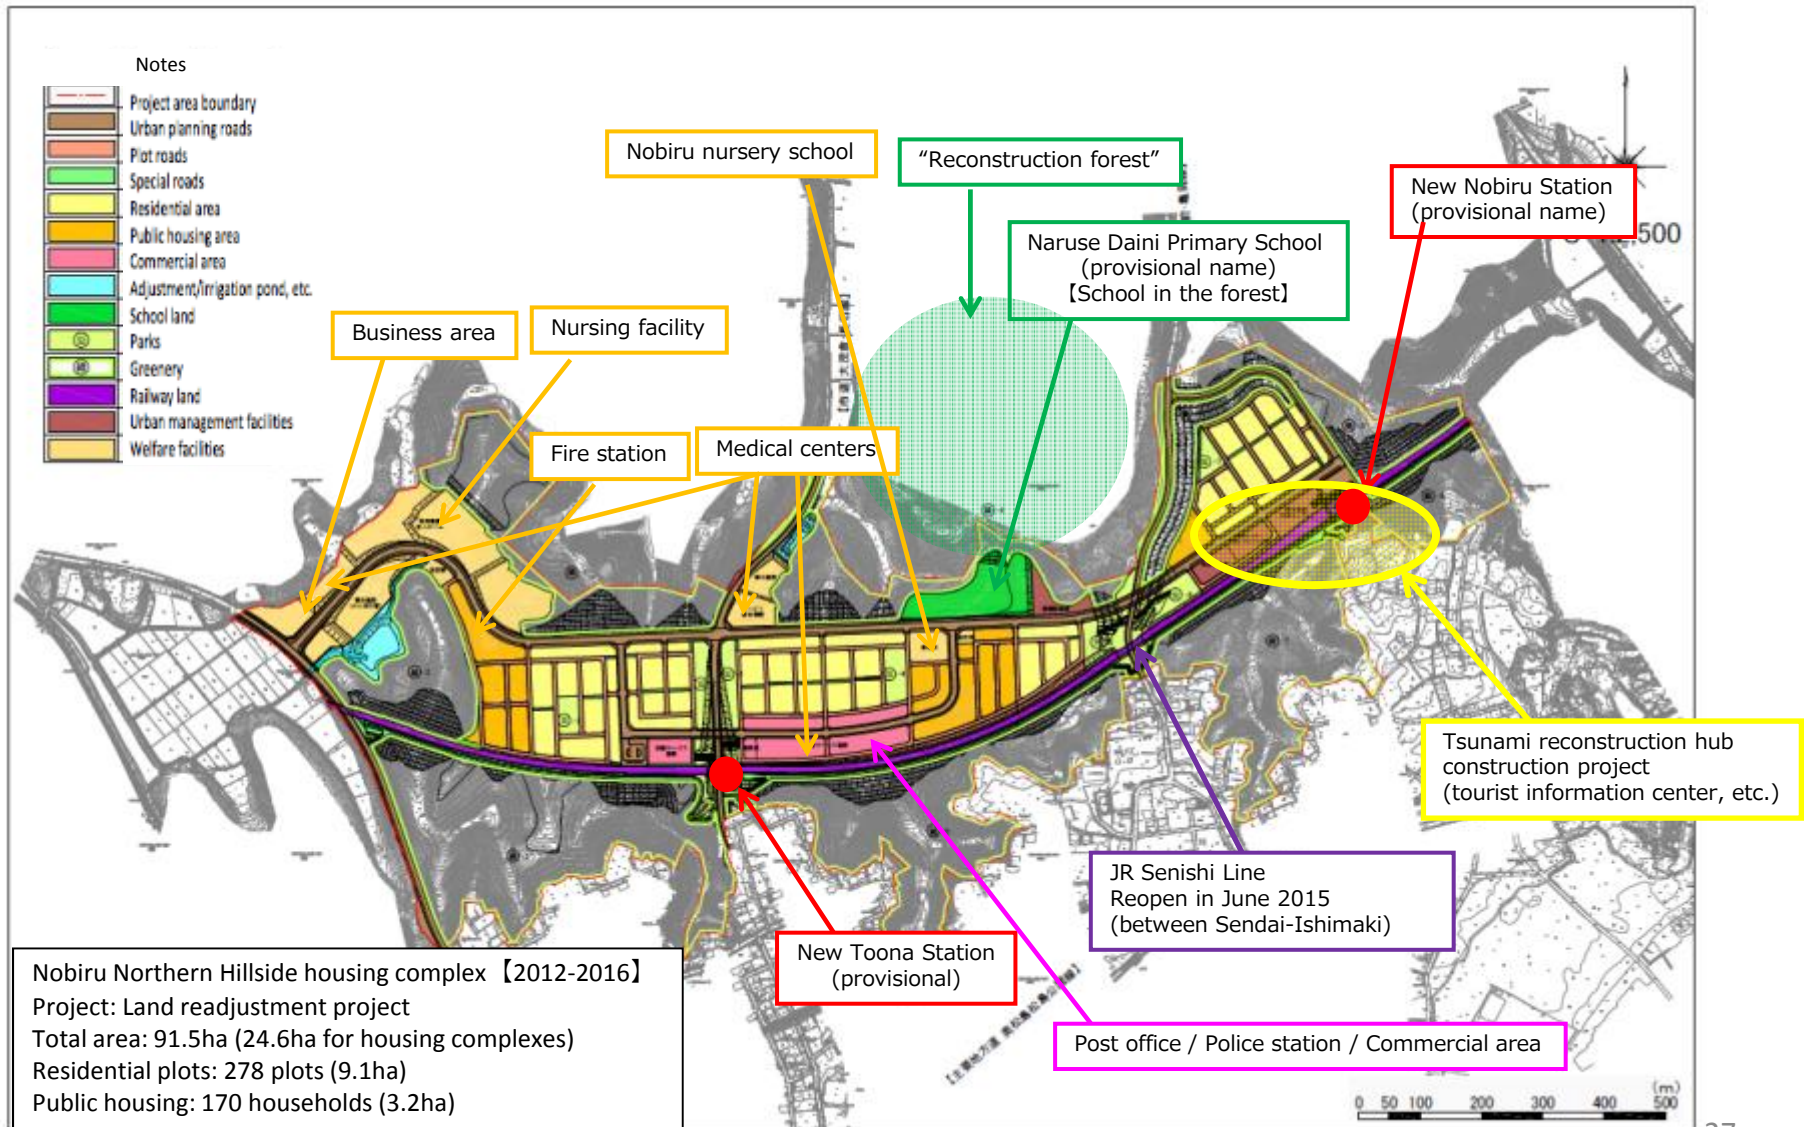 Notes
Project area boundary
Urban planning roads
Plot roads
Special roads
Residential area
Public housing area
Commercial area
Adjustment/irrigation pond, etc.
School land
Parks
Greenery
Railway land
Urban management facilities
Welfare facilities
Nobiru nursery school
“Reconstruction forest”
Naruse Daini Primary School
(provisional name)
【School in the forest】
New Nobiru Station
(provisional name)
2,500
Business area
Nursing facility
Fire station
Medical centers
Tsunami reconstruction hub
construction project
(tourist information center, etc.)
JR Senishi Line
Reopen in June 2015
(between Sendai-Ishimaki)
New Toona Station
(provisional)
Post office / Police station / Commercial area
Nobiru Northern Hillside housing complex【2012-2016】
Project: Land readjustment project
Total area: 91.5ha (24.6ha for housing complexes)
Residential plots: 278 plots (9.1ha)
Public housing: 170 households (3.2ha)
(m)
0 50 100 200 300 400 500